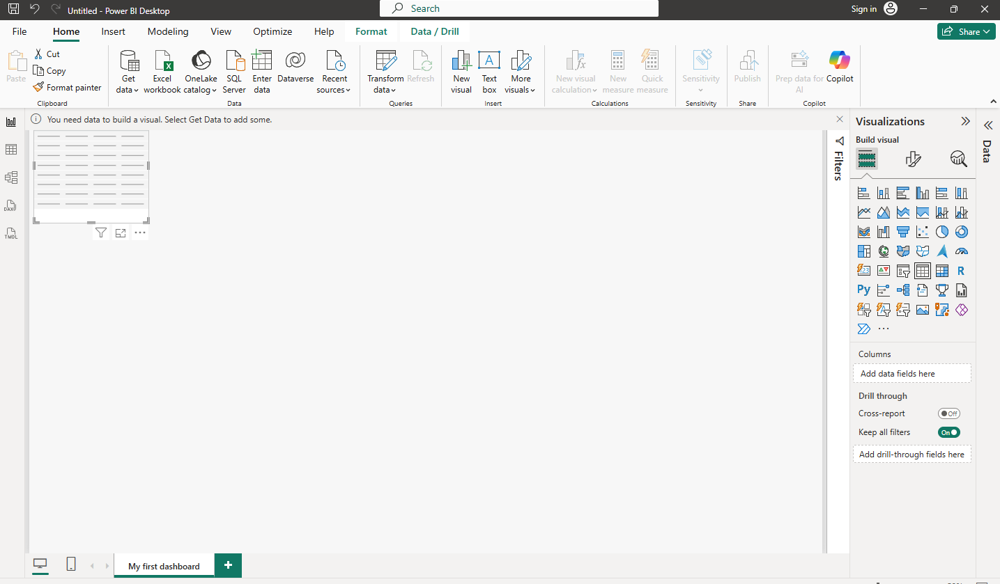 Untitled - Power BI Desktop
Search
Sign in
File Home Insert Modeling View Optimize Help Format Data / Drill
Share
Paste
Cut
Copy
Format painter
Clipboard
Get data
Excel workbook
OneLake catalog
SQL Server
Enter data
Dataverse
Recent sources
Data
Transform data
Refresh
Queries
New visual
Text box
More visuals
Insert
New visual calculation
New measure
Quick measure
Calculations
Sensitivity
Sensitivity
Publish
Share
Prep data for AI
Copilot
Copilot
You need data to build a visual. Select Get Data to add some.
DAX
TMDL
Filters
Visualizations
Build visual
123
R
Py
Columns
Add data fields here
Drill through
Cross-report
Off
Keep all filters
On
Add drill-through fields here
Data
My first dashboard